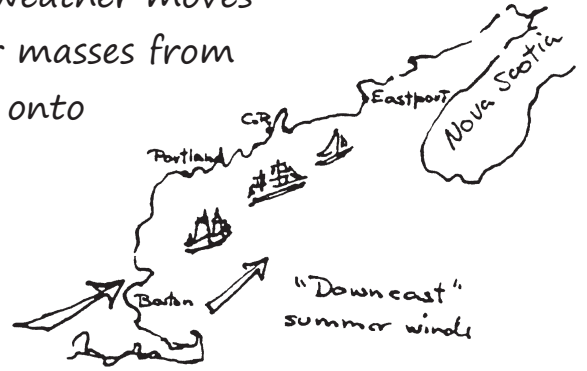 weather moves
masses from
onto
Eastport
Nova Scotia
Portland
Boston
"Downeast"
summer winds